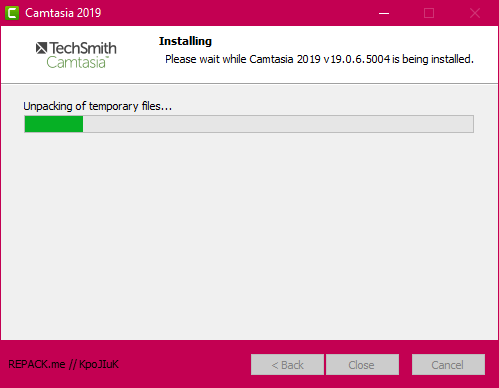 Camtasia 2019
TechSmith
Camtasia™
Installing
Please wait while Camtasia 2019 v19.0.6.5004 is being installed.
Unpacking of temporary files...
REPACK.me // KpoJIuK
< Back
Close
Cancel